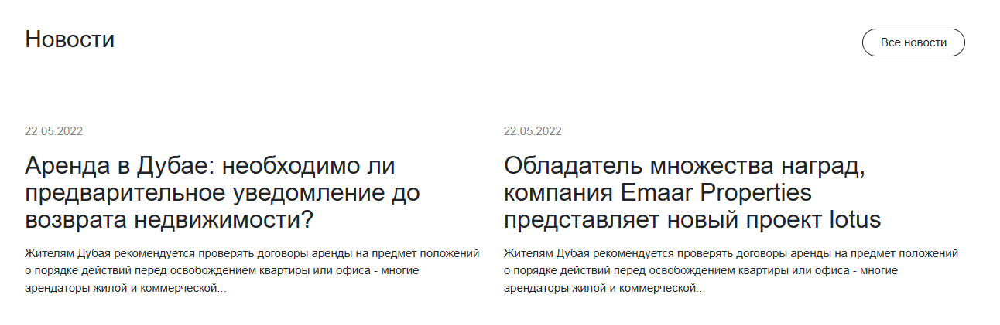 Новости
Все новости
22.05.2022
Аренда в Дубае: необходимо ли
предварительное уведомление до
возврата недвижимости?
Жителям Дубая рекомендуется проверять договоры аренды на предмет положений
о порядке действий перед освобождением квартиры или офиса - многие
арендаторы жилой и коммерческой...
22.05.2022
Обладатель множества наград,
компания Emaar Properties
представляет новый проект lotus
Жителям Дубая рекомендуется проверять договоры аренды на предмет положений
о порядке действий перед освобождением квартиры или офиса - многие
арендаторы жилой и коммерческой...